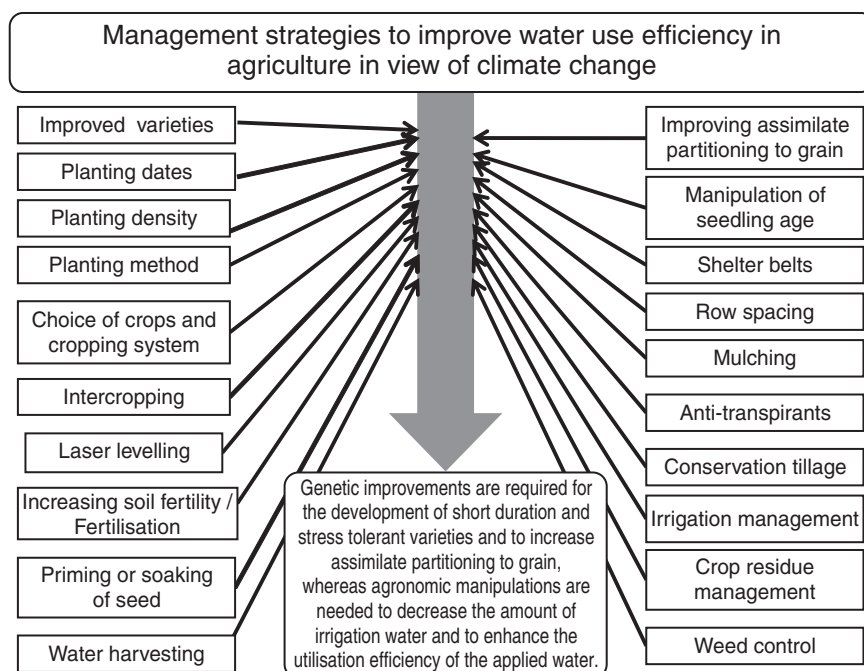 Management strategies to improve water use efficiency in
agriculture in view of climate change
Improved varieties
Planting dates
Planting density
Planting method
Choice of crops and
cropping system
Intercropping
Laser levelling
Increasing soil fertility /
Fertilisation
Priming or soaking
of seed
Water harvesting
Improving assimilate
partitioning to grain
Manipulation of
seedling age
Shelter belts
Row spacing
Mulching
Anti-transpirants
Conservation tillage
Irrigation management
Crop residue
management
Weed control
Genetic improvements are required for
the development of short duration and
stress tolerant varieties and to increase
assimilate partitioning to grain,
whereas agronomic manipulations are
needed to decrease the amount of
irrigation water and to enhance the
utilisation efficiency of the applied water.